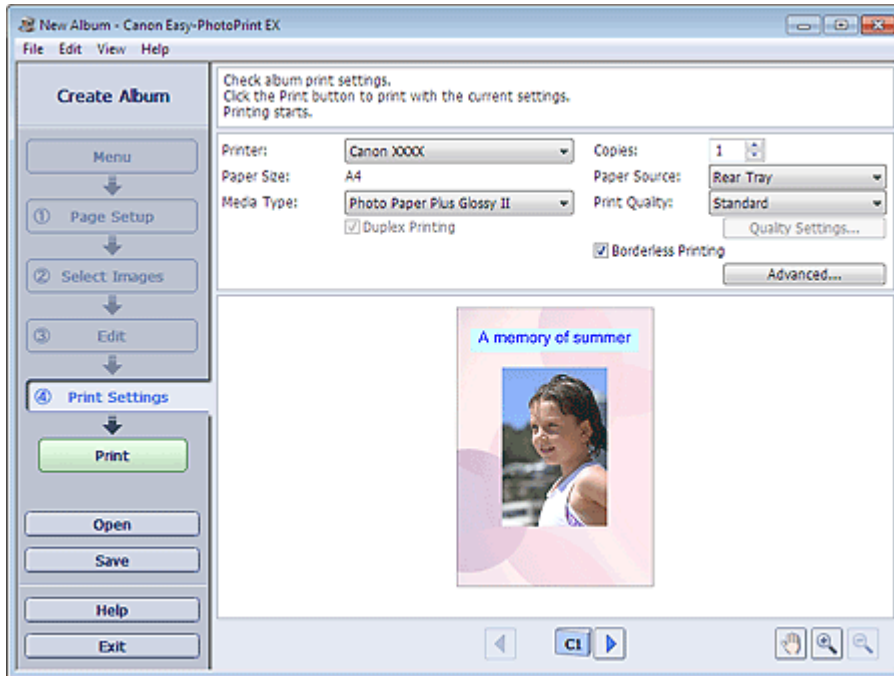 New Album - Canon Easy-PhotoPrint EX
File Edit View Help
Create Album
Menu
① Page Setup
② Select Images
③ Edit
④ Print Settings
Print
Open
Save
Help
Exit
Check album print settings.
Click the Print button to print with the current settings.
Printing starts.
Printer: Canon XXXX
Copies: 1
Paper Size: A4
Paper Source: Rear Tray
Media Type: Photo Paper Plus Glossy II
Print Quality: Standard
Duplex Printing
Quality Settings...
Borderless Printing
Advanced...
A memory of summer
C1